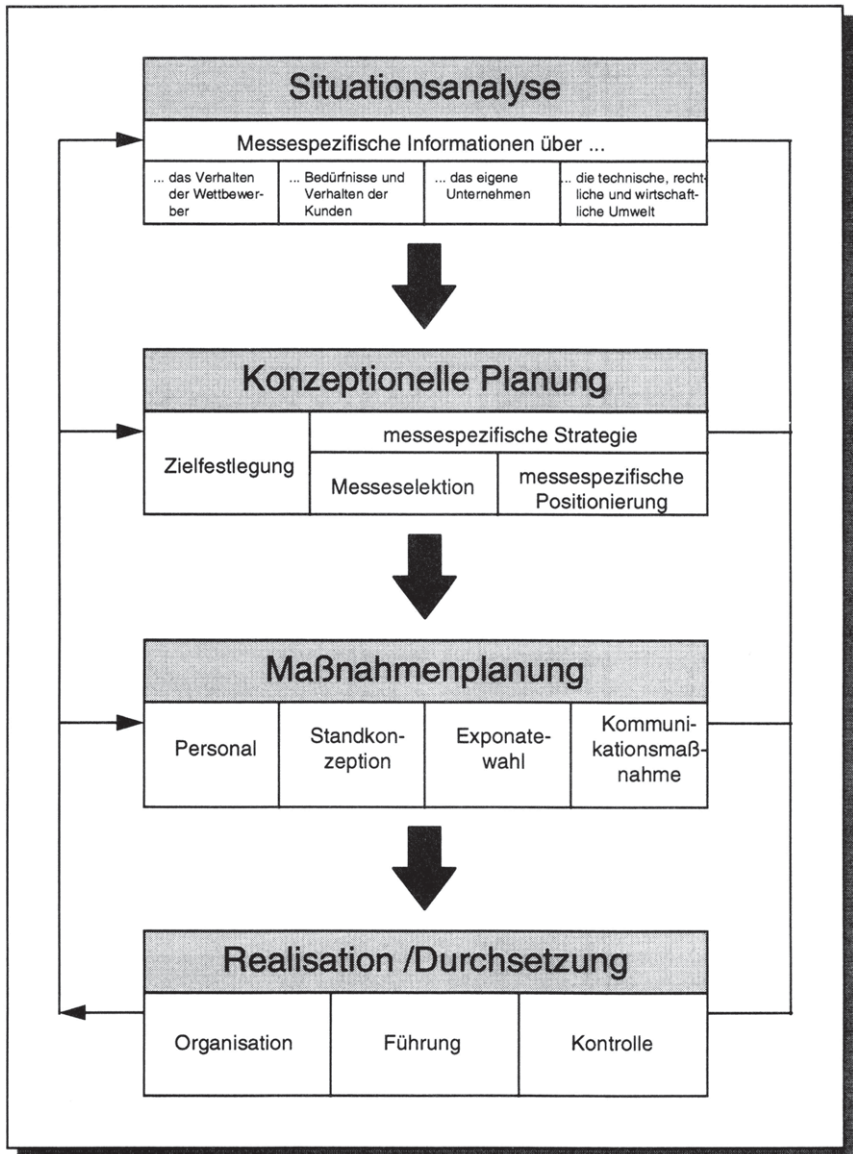 Situationsanalyse
Messespezifische Informationen über ...
... das Verhalten
der Wettbewer-
ber
... Bedürfnisse und
Verhalten der
Kunden
... das eigene
Unternehmen
... die technische, recht-
liche und wirtschaft-
liche Umwelt
Konzeptionelle Planung
Zielfestlegung
messespezifische Strategie
Messeselektion
messespezifische
Positionierung
Maßnahmenplanung
Personal
Standkon-
zeption
Exponate-
wahl
Kommuni-
kationsmaß-
nahme
Realisation /Durchsetzung
Organisation
Führung
Kontrolle